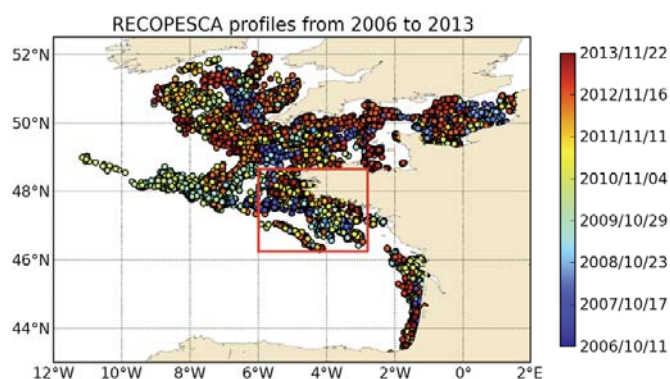 RECOPESCA profiles from 2006 to 2013
52°N
50°N
48°N
46°N
44°N
12°W 10°W 8°W 6°W 4°W 2°W 0° 2°E
2013/11/22
2012/11/16
2011/11/11
2010/11/04
2009/10/29
2008/10/23
2007/10/17
2006/10/11